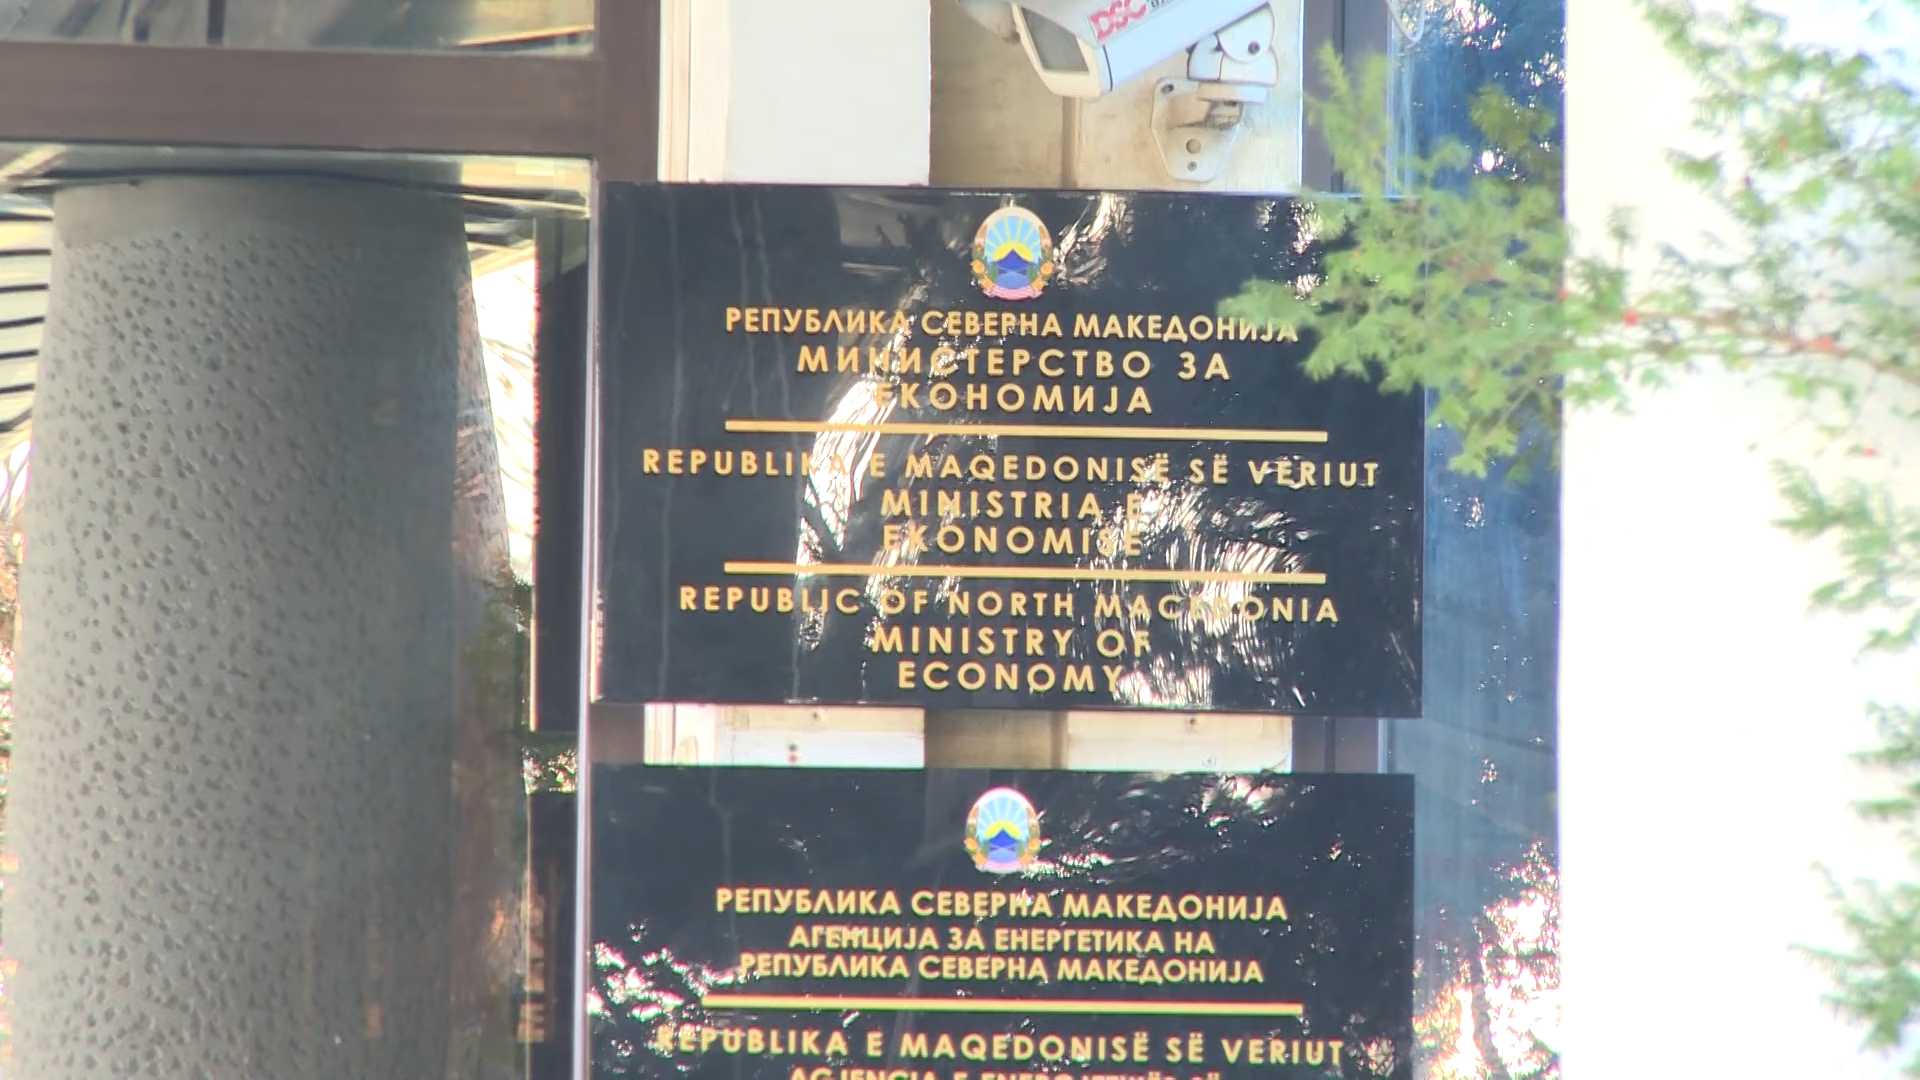 DSC
РЕПУБЛИКА СЕВЕРНА МАКЕДОНИЈА
МИНИСТЕРСТВО ЗА
ЕКОНОМИЈА
REPUBLIKA E MAQEDONISË SË VERIUT
MINISTRIA E
EKONOMISË
REPUBLIC OF NORTH MACEDONIA
MINISTRY OF
ECONOMY
РЕПУБЛИКА СЕВЕРНА МАКЕДОНИЈА
АГЕНЦИЈА ЗА ЕНЕРГЕТИКА НА
РЕПУБЛИКА СЕВЕРНА МАКЕДОНИЈА
REPUBLIKA E MAQEDONISË SË VERIUT